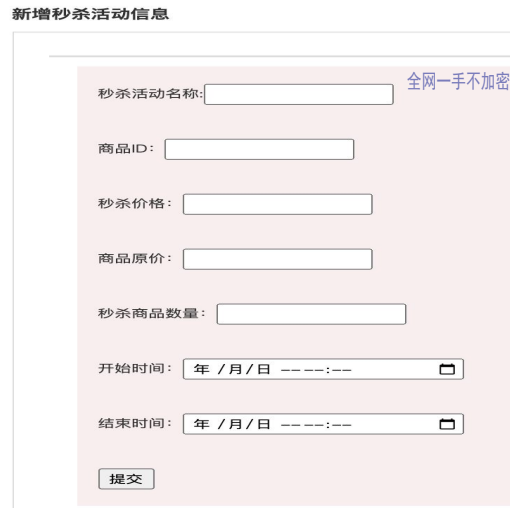 新增秒杀活动信息
全网一手不加密
秒杀活动名称:
商品ID：
秒杀价格：
商品原价：
秒杀商品数量：
开始时间： 年 /月/日 -- --:--
结束时间： 年 /月/日 -- --:--
提交